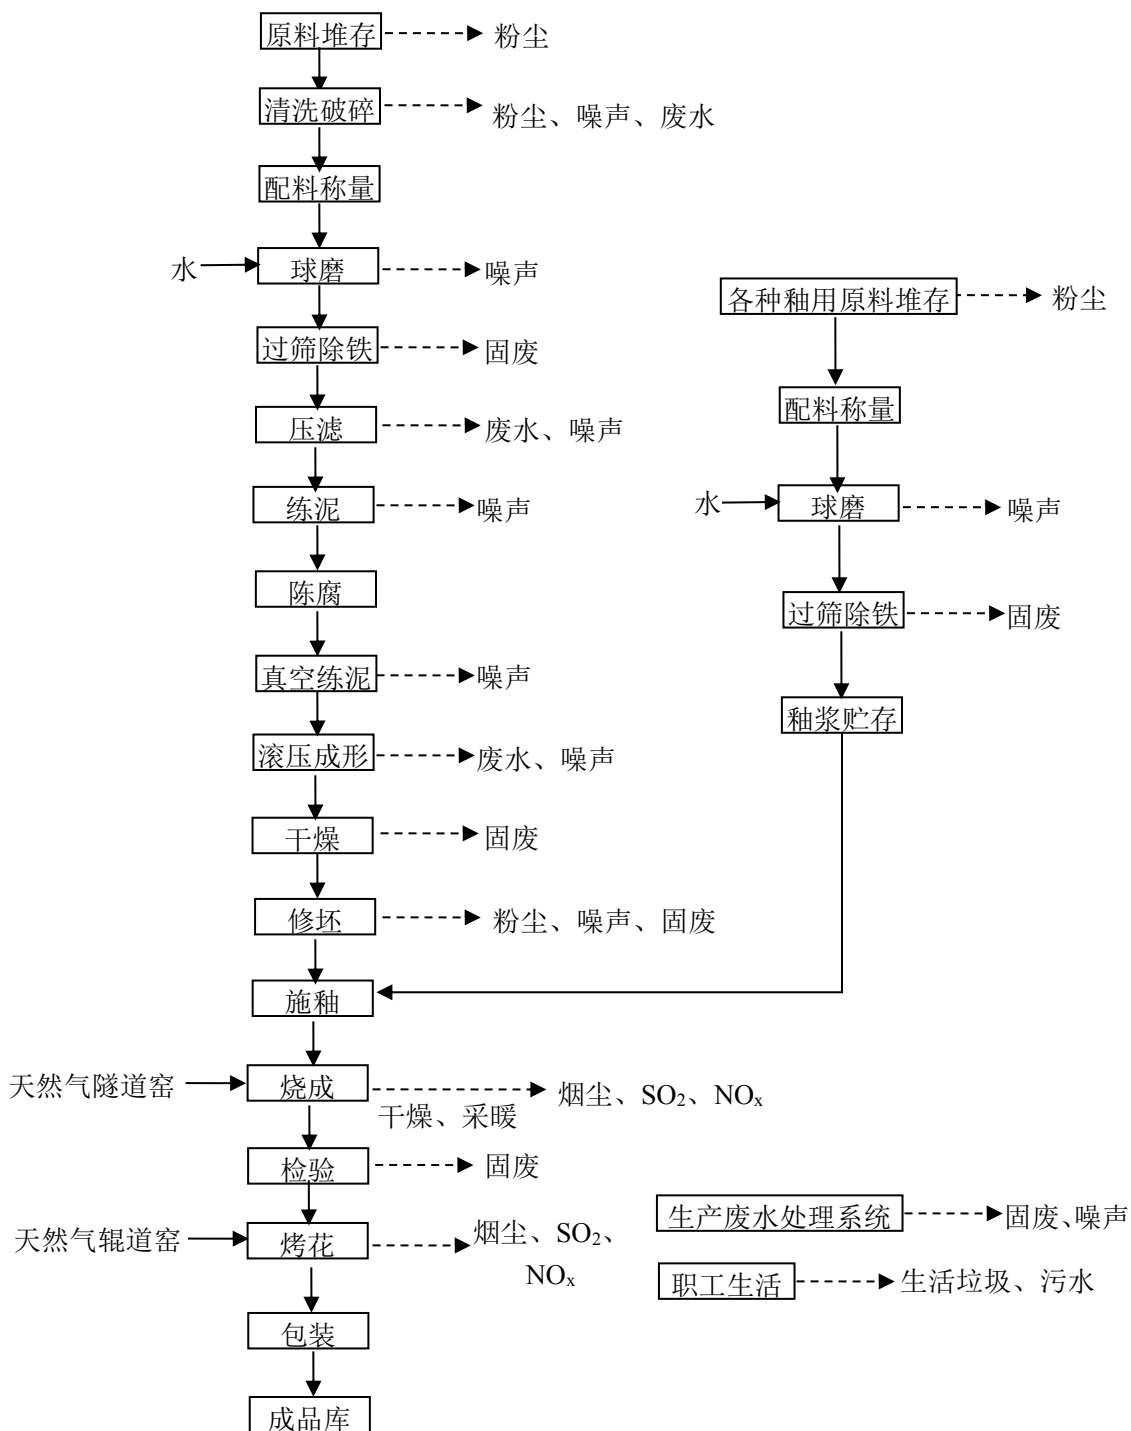 原料堆存
粉尘
清洗破碎
粉尘、噪声、废水
配料称量
水
球磨
噪声
过筛除铁
固废
压滤
废水、噪声
练泥
噪声
陈腐
真空练泥
噪声
滚压成形
废水、噪声
干燥
固废
修坯
粉尘、噪声、固废
施釉
各种釉用原料堆存
粉尘
配料称量
水
球磨
噪声
过筛除铁
固废
釉浆贮存
天然气隧道窑
烧成
烟尘、SO₂、NOₓ
干燥、采暖
检验
固废
天然气辊道窑
烤花
烟尘、SO₂、
NOₓ
包装
成品库
生产废水处理系统
固废、噪声
职工生活
生活垃圾、污水